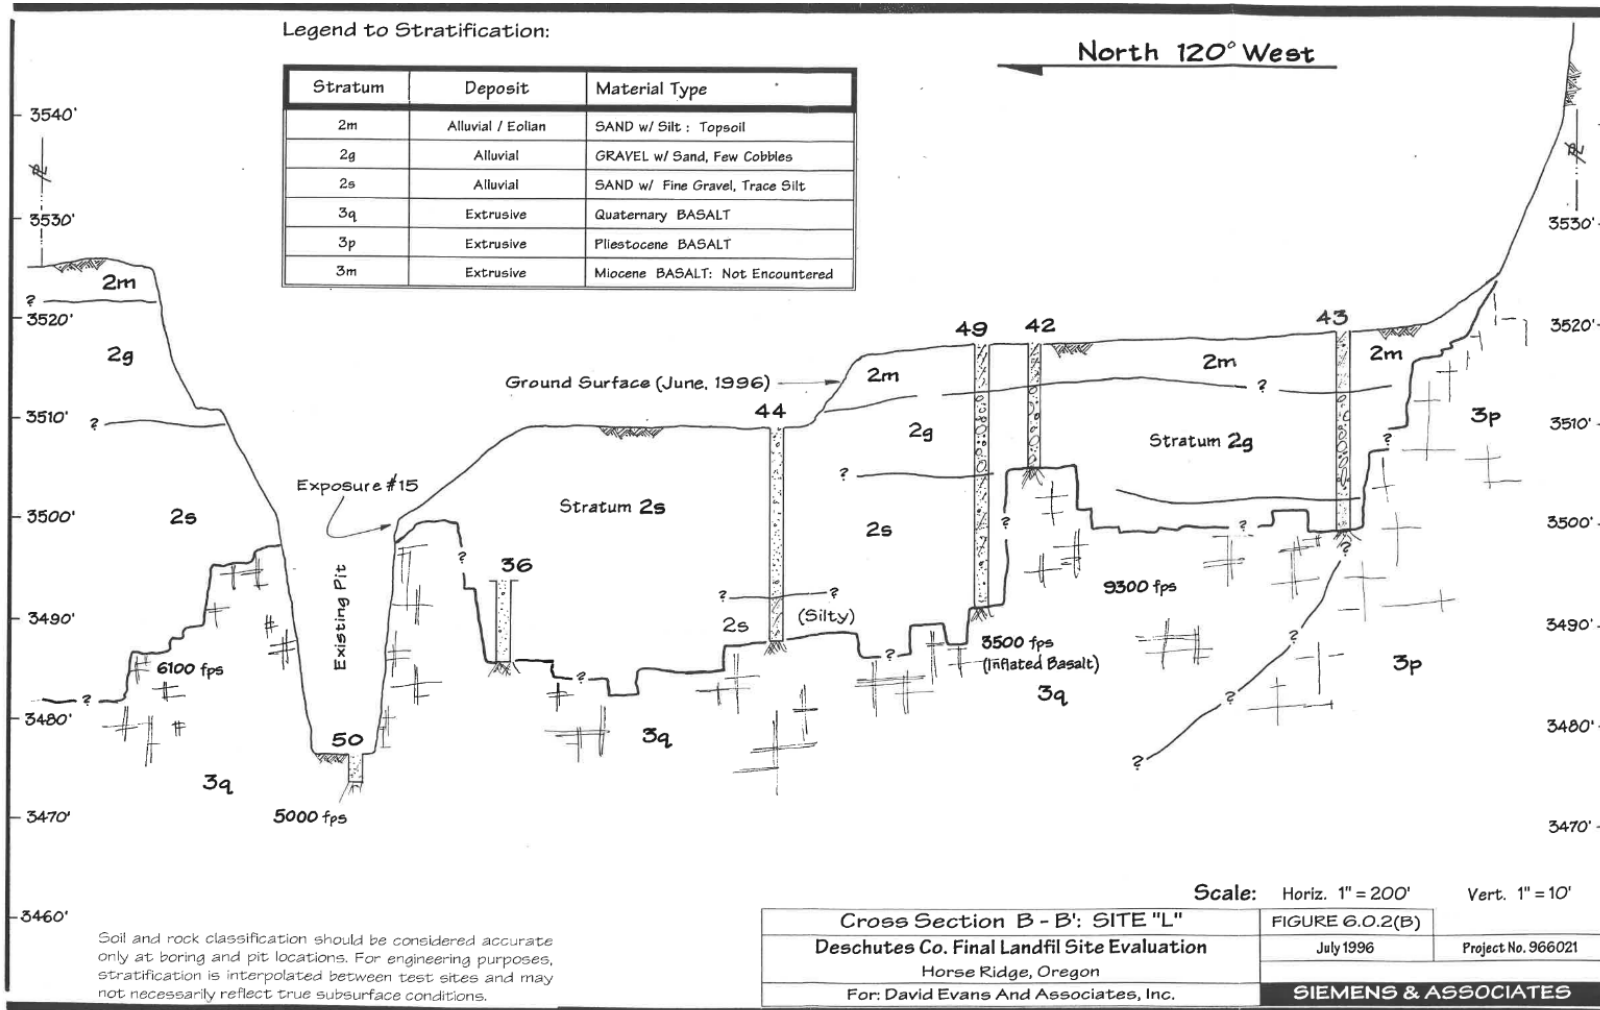 Legend to Stratification:
North 120° West
Stratum Deposit Material Type
2m Alluvial / Eolian SAND w/ Silt : Topsoil
2g Alluvial GRAVEL w/ Sand, Few Cobbles
2s Alluvial SAND w/ Fine Gravel, Trace Silt
3q Extrusive Quaternary BASALT
3p Extrusive Pliestocene BASALT
3m Extrusive Miocene BASALT: Not Encountered
3540'
3530'
3520'
3510'
3500'
3490'
3480'
3470'
3460'
3530'
3520'
3510'
3500'
3490'
3480'
3470'
2m
?
2g
?
2s
?
6100 fps
3q
Existing Pit
50
5000 fps
Exposure #15
Ground Surface (June, 1996)
44
Stratum 2s
36
?
?
3q
2s
?
?
(Silty)
2m
2g
?
2s
?
49
42
43
2m
2m
?
Stratum 2g
?
?
?
?
9300 fps
3500 fps
(Inflated Basalt)
3q
?
?
?
?
3p
3p
Scale: Horiz. 1" = 200' Vert. 1" = 10'
Cross Section B - B': SITE "L"
FIGURE 6.0.2(B)
Deschutes Co. Final Landfil Site Evaluation
July 1996
Project No. 966021
Horse Ridge, Oregon
For: David Evans And Associates, Inc.
SIEMENS & ASSOCIATES
Soil and rock classification should be considered accurate
only at boring and pit locations. For engineering purposes,
stratification is interpolated between test sites and may
not necessarily reflect true subsurface conditions.